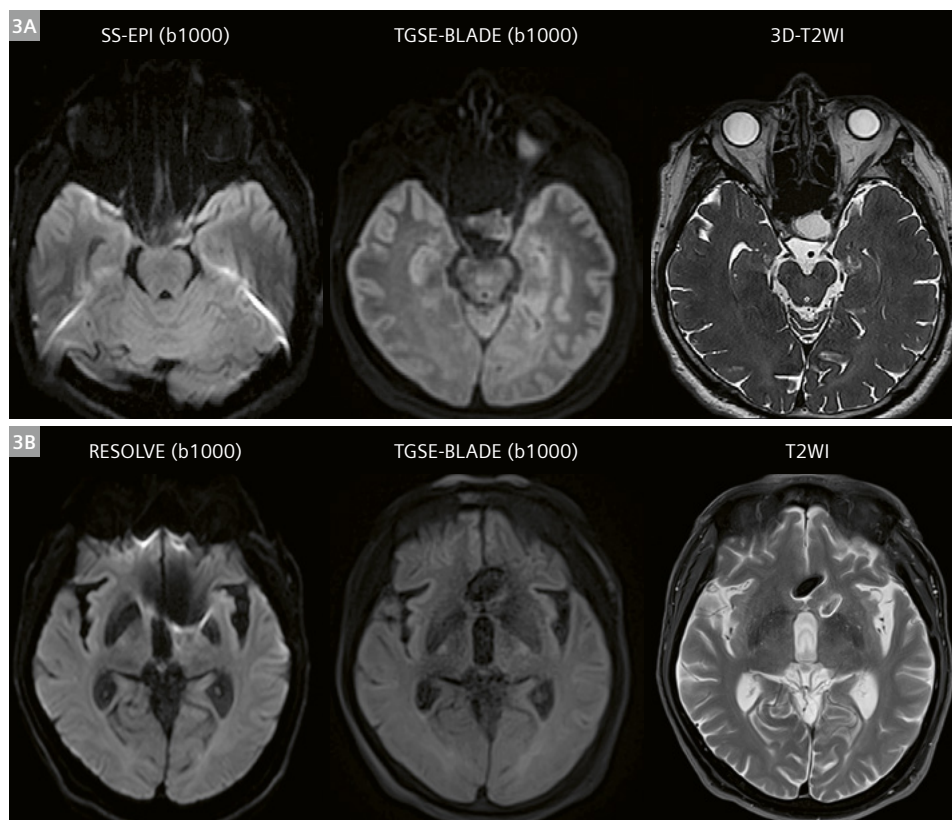 3A
SS-EPI (b1000)
TGSE-BLADE (b1000)
3D-T2WI
3B
RESOLVE (b1000)
TGSE-BLADE (b1000)
T2WI